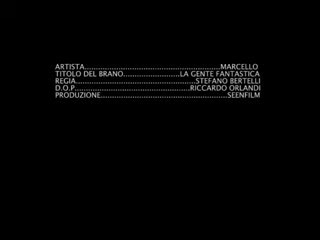 ARTISTA......................................................MARCELLO
TITOLO DEL BRANO......................LA GENTE FANTASTICA
REGIA................................................STEFANO BERTELLI
D.O.P..............................................RICCARDO ORLANDI
PRODUZIONE...................................................SEENFILM